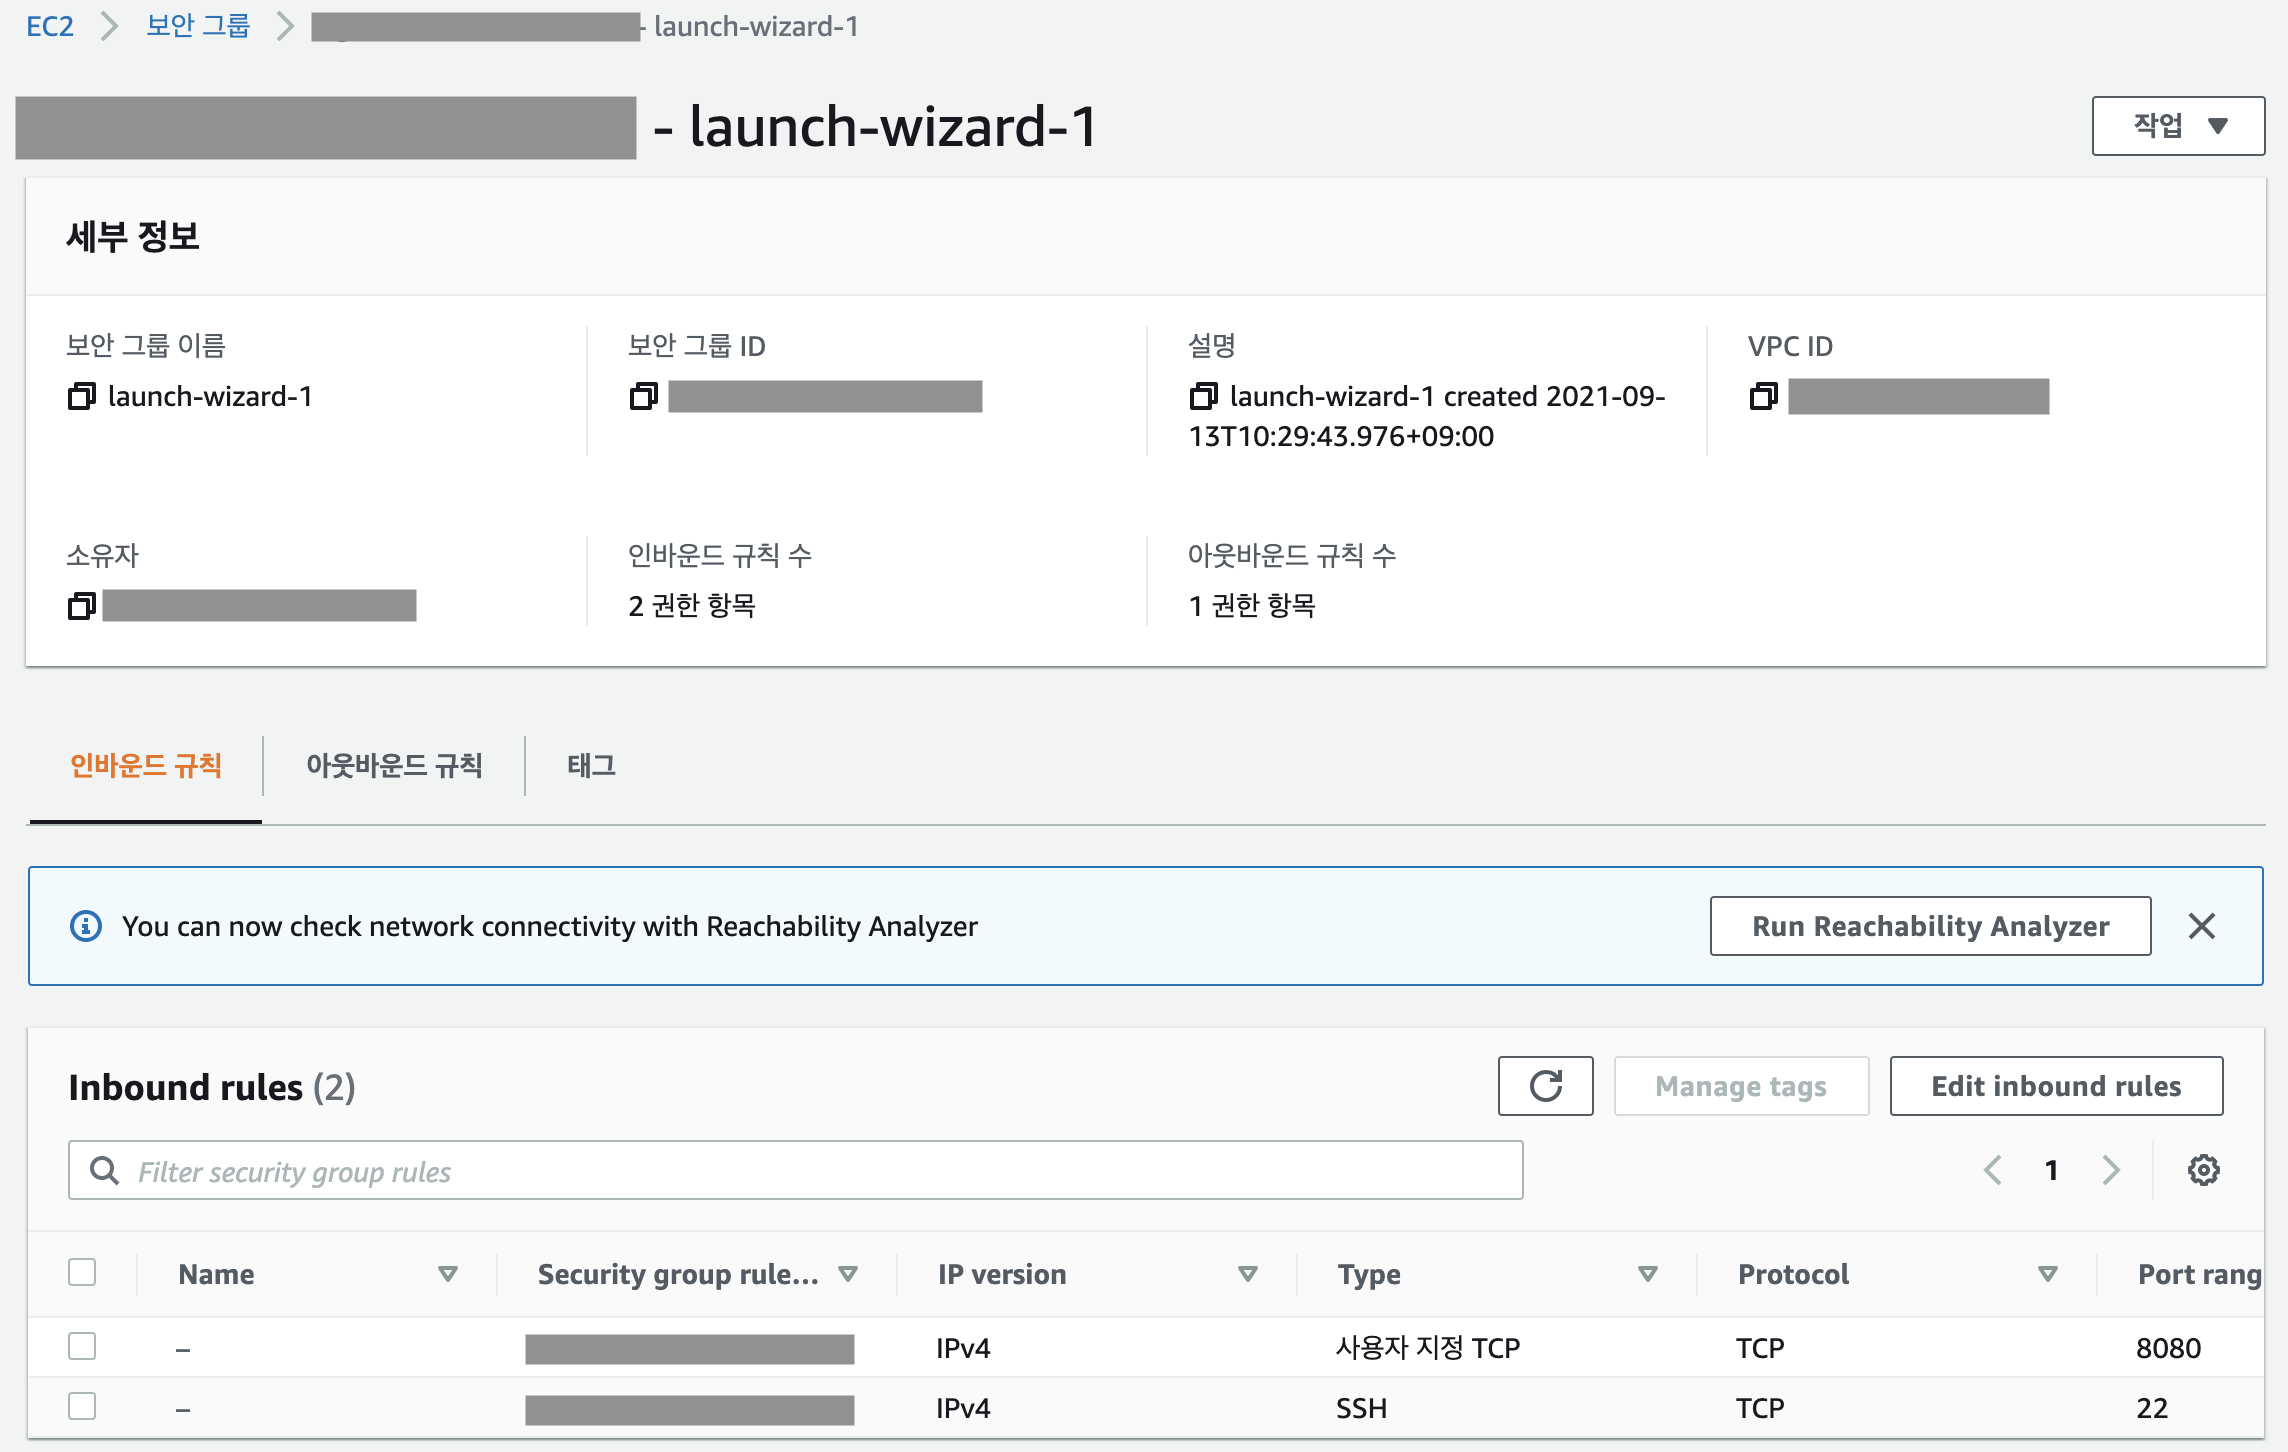 EC2 보안 그룹 - launch-wizard-1
- launch-wizard-1
작업
세부 정보
보안 그룹 이름
launch-wizard-1
보안 그룹 ID
설명
launch-wizard-1 created 2021-09-
13T10:29:43.976+09:00
VPC ID
소유자
인바운드 규칙 수
2 권한 항목
아웃바운드 규칙 수
1 권한 항목
인바운드 규칙 아웃바운드 규칙 태그
You can now check network connectivity with Reachability Analyzer
Run Reachability Analyzer
Inbound rules (2)
Manage tags
Edit inbound rules
Filter security group rules
1
Name Security group rule... IP version Type Protocol Port rang
– IPv4 사용자 지정 TCP TCP 8080
– IPv4 SSH TCP 22